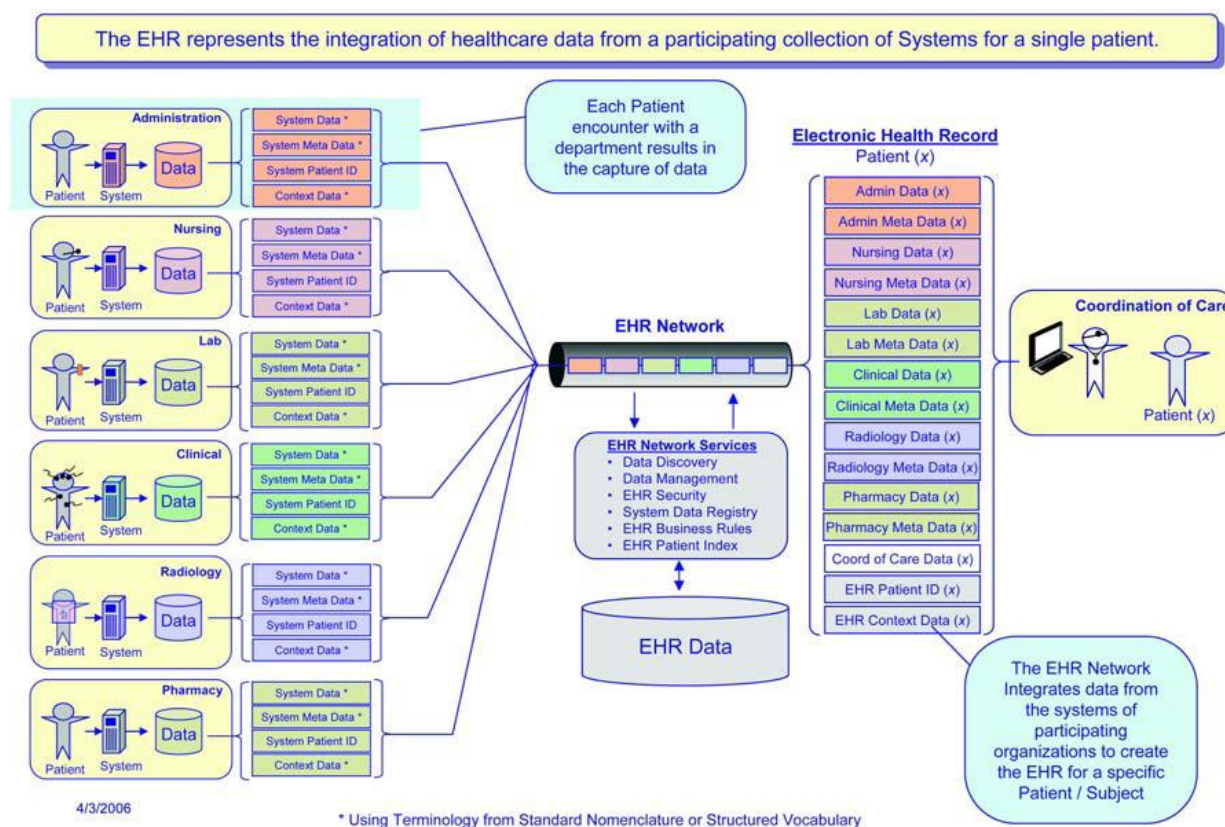 The EHR represents the integration of healthcare data from a participating collection of Systems for a single patient.
Administration
Patient
System
Data
System Data *
System Meta Data *
System Patient ID
Context Data *
Each Patient
encounter with a
department results in
the capture of data
Nursing
Patient
System
Data
System Data *
System Meta Data *
System Patient ID
Context Data *
Lab
Patient
System
Data
System Data *
System Meta Data *
System Patient ID
Context Data *
Clinical
Patient
System
Data
System Data *
System Meta Data *
System Patient ID
Context Data *
Radiology
Patient
System
Data
System Data *
System Meta Data *
System Patient ID
Context Data *
Pharmacy
Patient
System
Data
System Data *
System Meta Data *
System Patient ID
Context Data *
EHR Network
EHR Network Services
• Data Discovery
• Data Management
• EHR Security
• System Data Registry
• EHR Business Rules
• EHR Patient Index
EHR Data
Electronic Health Record
Patient (x)
Admin Data (x)
Admin Meta Data (x)
Nursing Data (x)
Nursing Meta Data (x)
Lab Data (x)
Lab Meta Data (x)
Clinical Data (x)
Clinical Meta Data (x)
Radiology Data (x)
Radiology Meta Data (x)
Pharmacy Data (x)
Pharmacy Meta Data (x)
Coord of Care Data (x)
EHR Patient ID (x)
EHR Context Data (x)
Coordination of Care
Patient (x)
The EHR Network
Integrates data from
the systems of
participating
organizations to create
the EHR for a specific
Patient / Subject
4/3/2006
* Using Terminology from Standard Nomenclature or Structured Vocabulary